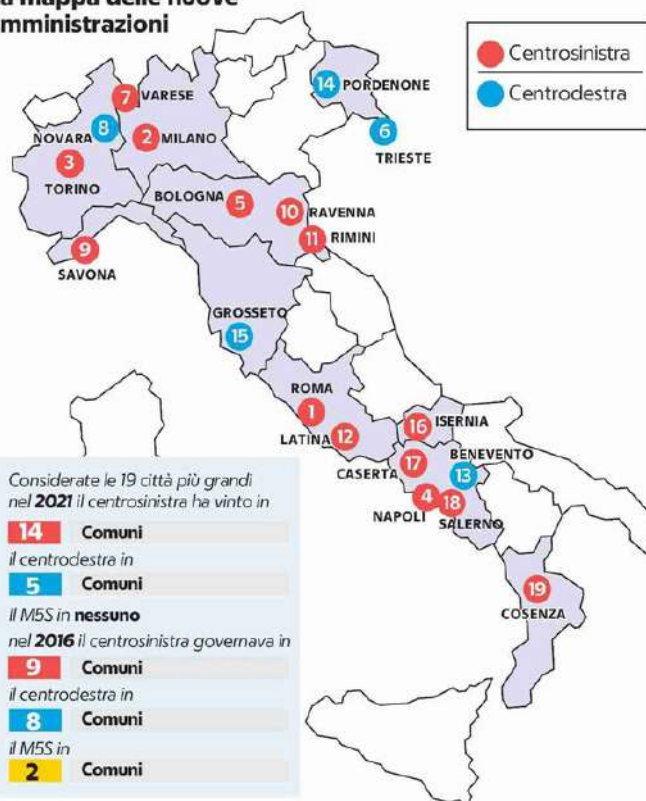 a mappa delle nuove
mministrazioni
Centrosinistra
Centrodestra
7 VARESE
14 PORDENONE
NOVARA 8
2 MILANO
6
TRIESTE
3
TORINO
BOLOGNA 5
10 RAVENNA
11 RIMINI
9
SAVONA
GROSSETO
15
ROMA
1
LATINA 12
16 ISERNIA
BENEVENTO
13
CASERTA 17
NAPOLI 4
18
SALERNO
19
COSENZA
Considerate le 19 città più grandi
nel 2021 il centrosinistra ha vinto in
14 Comuni
il centrodestra in
5 Comuni
il M5S in nessuno
nel 2016 il centrosinistra governava in
9 Comuni
il centrodestra in
8 Comuni
il M5S in
2 Comuni